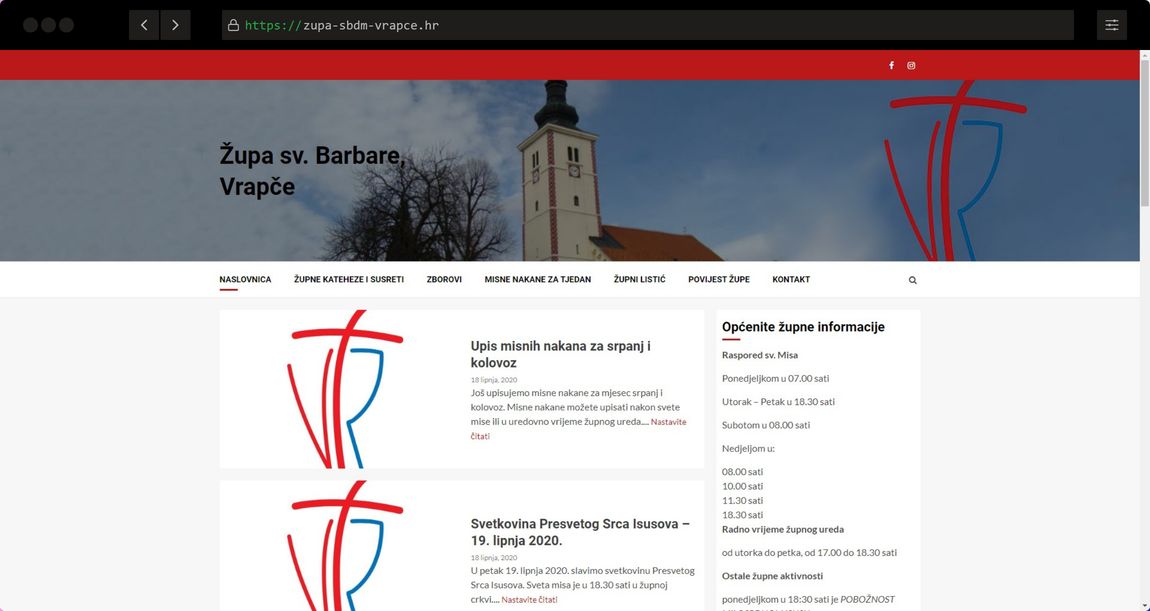 https://zupa-sbdm-vrapce.hr
Župa sv. Barbare,
Vrapče
NASLOVNICA ŽUPNE KATEHEZE I SUSRETI ZBOROVI MISNE NAKANE ZA TJEDAN ŽUPNI LISTIĆ POVIJEST ŽUPE KONTAKT
Upis misnih nakana za srpanj i
kolovoz
18 lipnja, 2020
Još upisujemo misne nakane za mjesec srpanj i
kolovoz. Misne nakane možete upisati nakon svete
mise ili u uredovno vrijeme župnog ureda.... Nastavite
čitati
Svetkovina Presvetog Srca Isusova –
19. lipnja 2020.
18 lipnja, 2020
U petak 19. lipnja 2020. slavimo svetkovinu Presvetog
Srca Isusova. Sveta misa je u 18.30 sati u župnoj
crkvi.... Nastavite čitati
Općenite župne informacije
Raspored sv. Misa
Ponedjeljkom u 07.00 sati
Utorak – Petak u 18.30 sati
Subotom u 08.00 sati
Nedjeljom u:
08.00 sati
10.00 sati
11.30 sati
18.30 sati
Radno vrijeme župnog ureda
od utorka do petka, od 17.00 do 18.30 sati
Ostale župne aktivnosti
ponedjeljkom u 18:30 sati je POBOŽNOST